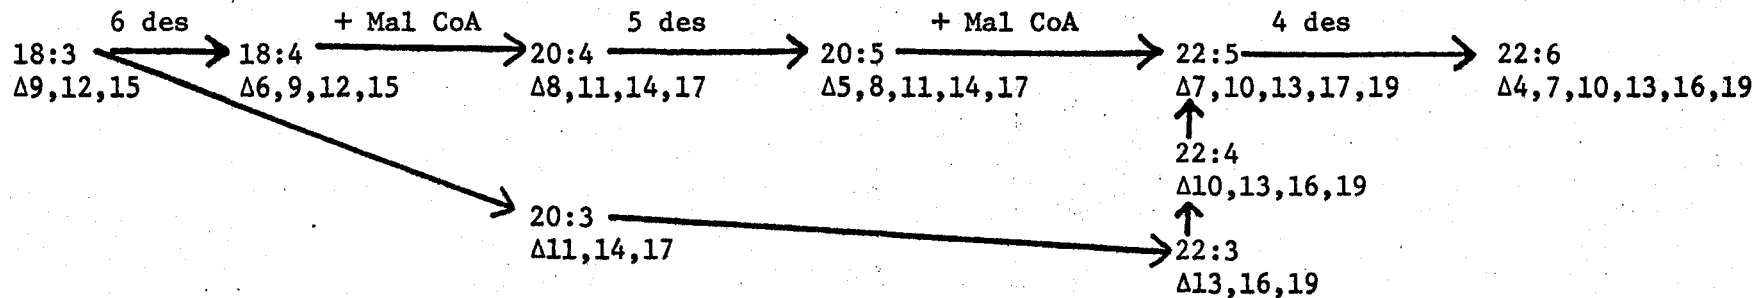 6 des + Mal CoA 5 des + Mal CoA 4 des
18:3 18:4 20:4 20:5 22:5 22:6
Δ9,12,15 Δ6,9,12,15 Δ8,11,14,17 Δ5,8,11,14,17 Δ7,10,13,17,19 Δ4,7,10,13,16,19
22:4
Δ10,13,16,19
20:3
Δ11,14,17
22:3
Δ13,16,19